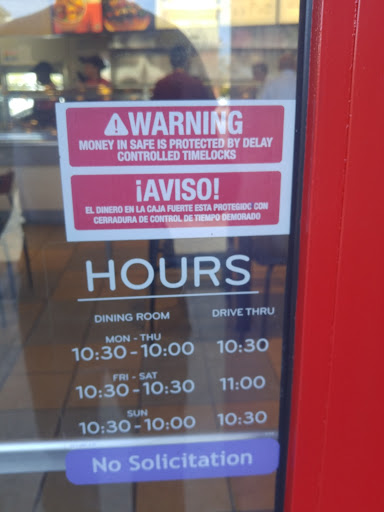 ⚠WARNING
MONEY IN SAFE IS PROTECTED BY DELAY
CONTROLLED TIMELOCKS
¡AVISO!
EL DINERO EN LA CAJA FUERTE ESTA PROTEGIDC CON
CERRADURA DE CONTROL DE TIEMPO DEMORADO
HOURS
DINING ROOM DRIVE THRU
MON - THU
10:30 - 10:00 10:30
FRI - SAT
10:30 - 10:30 11:00
SUN
10:30 - 10:00 10:30
No Solicitation